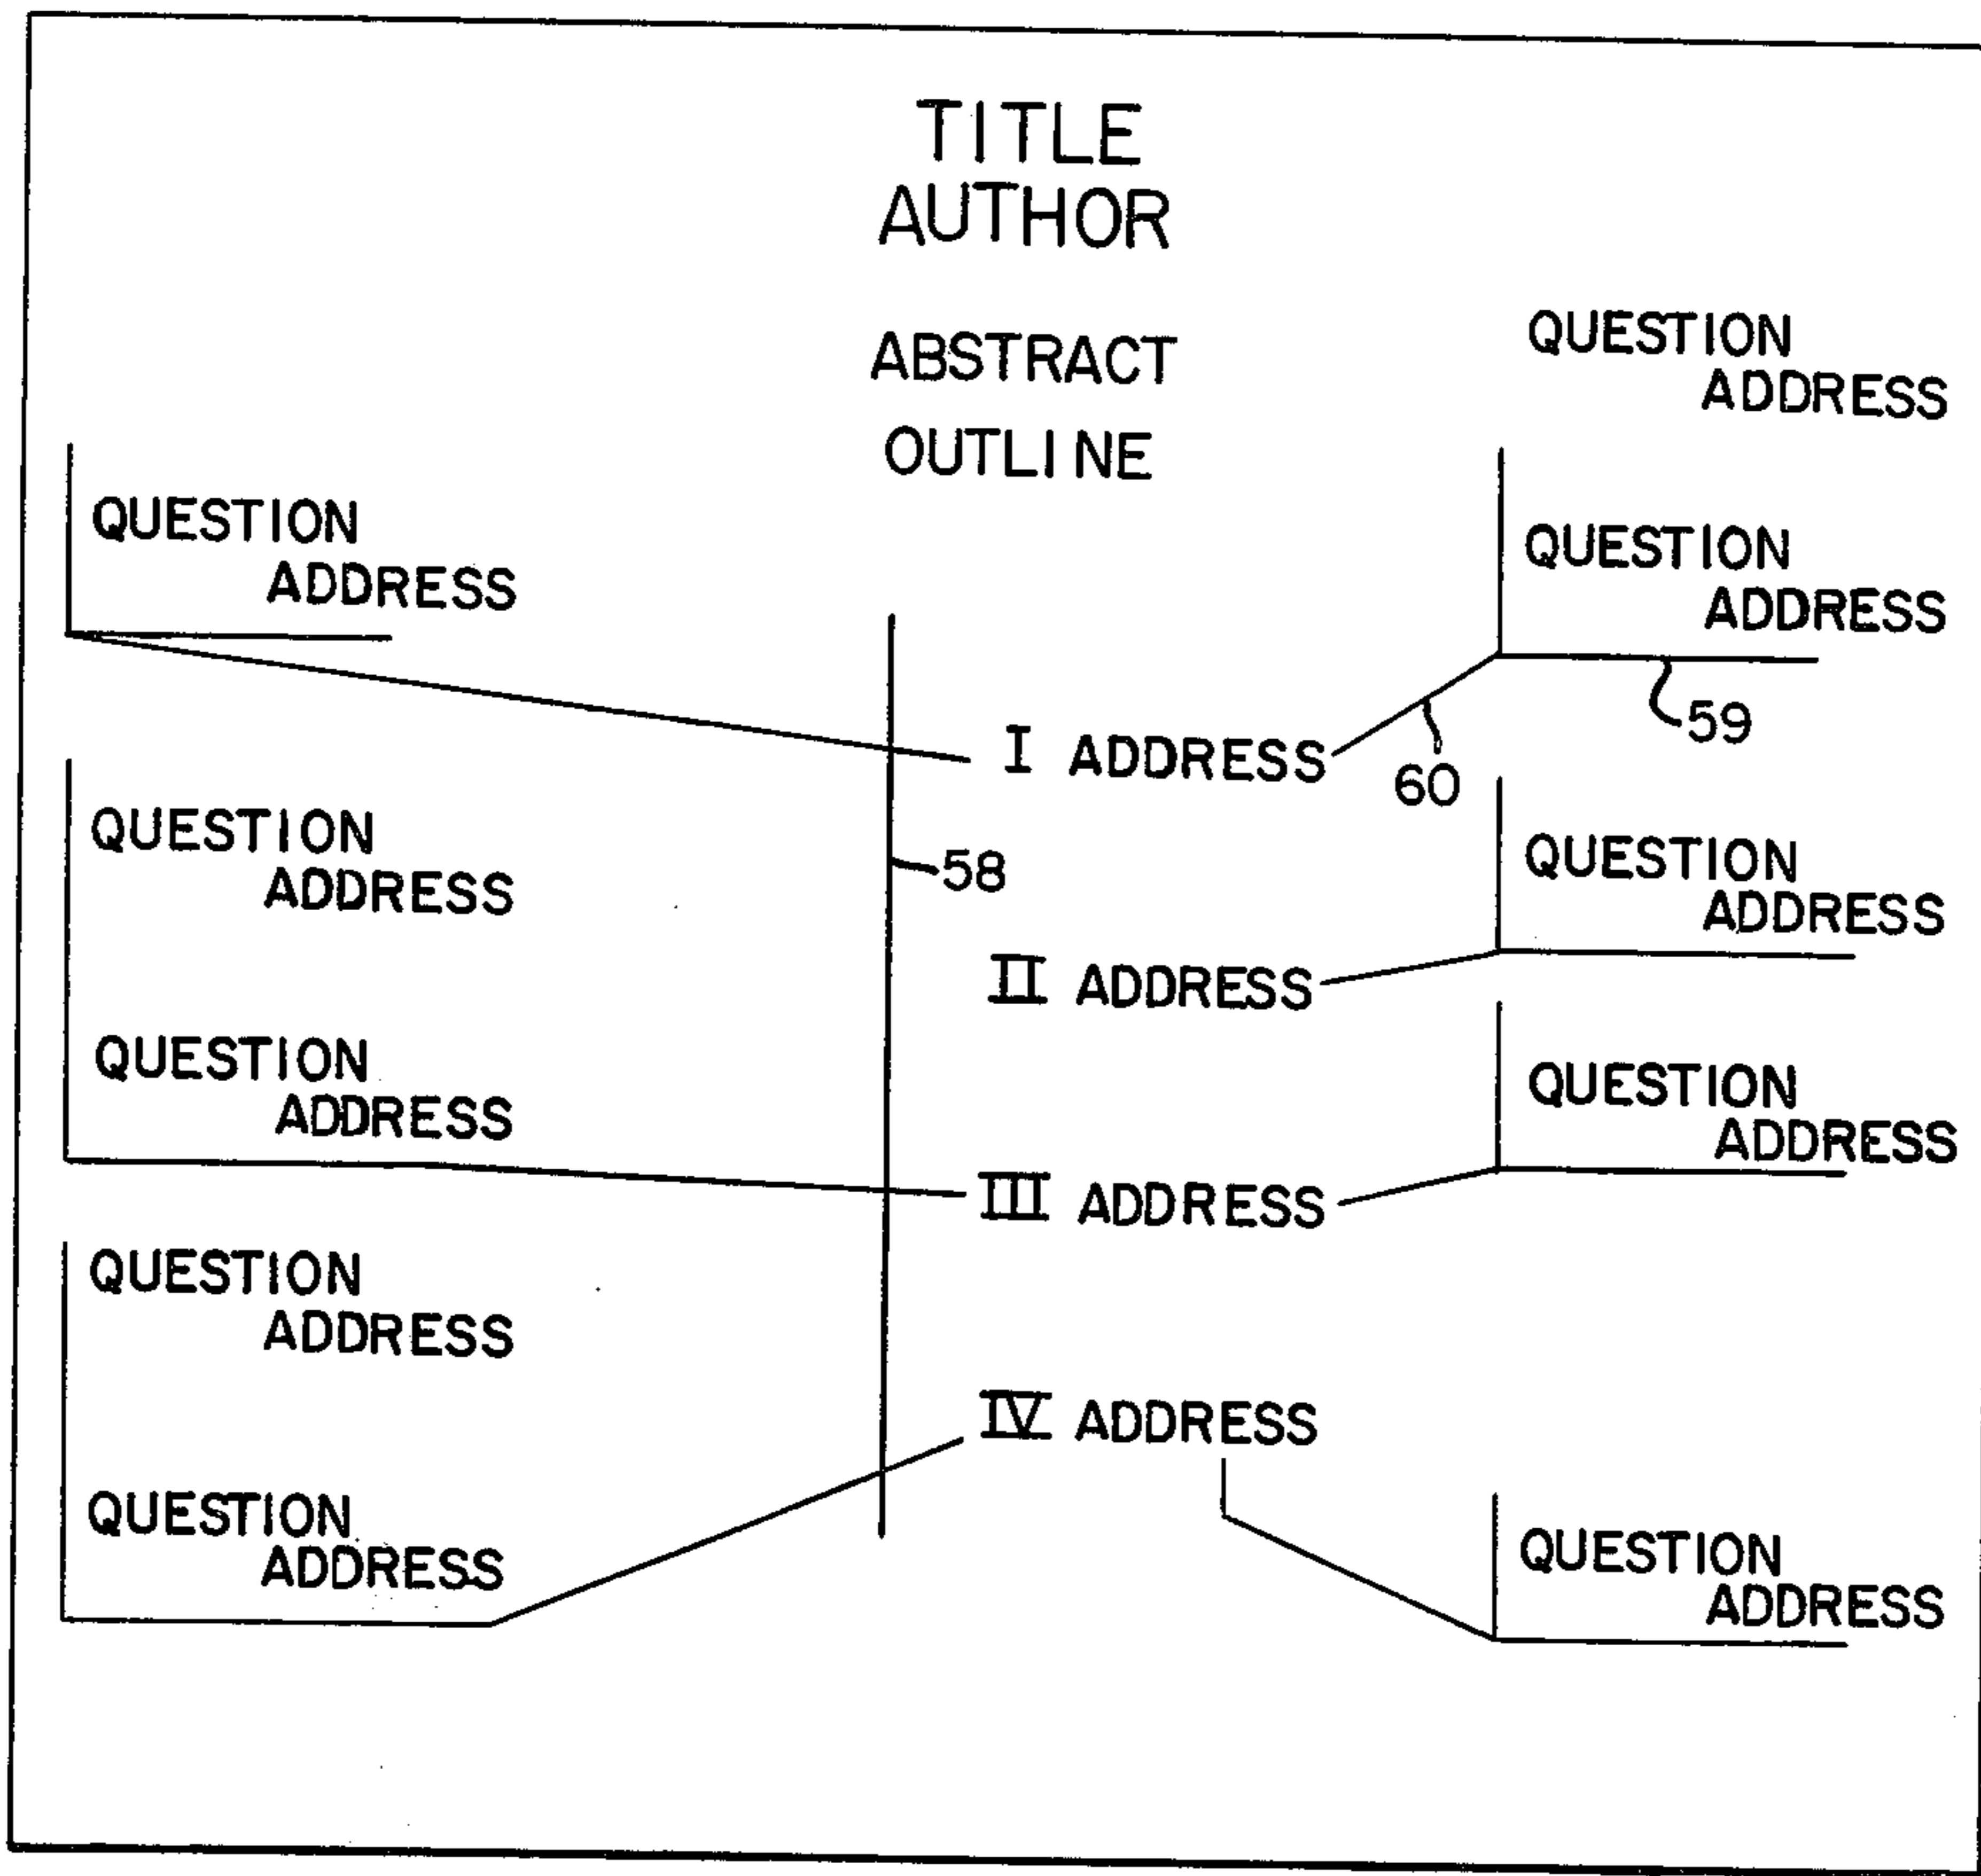 TITLE
AUTHOR
ABSTRACT
OUTLINE
QUESTION
ADDRESS
QUESTION
ADDRESS
QUESTION
ADDRESS
QUESTION
ADDRESS
QUESTION
ADDRESS
I ADDRESS
58
II ADDRESS
III ADDRESS
IV ADDRESS
QUESTION
ADDRESS
QUESTION
ADDRESS
59
60
QUESTION
ADDRESS
QUESTION
ADDRESS
QUESTION
ADDRESS